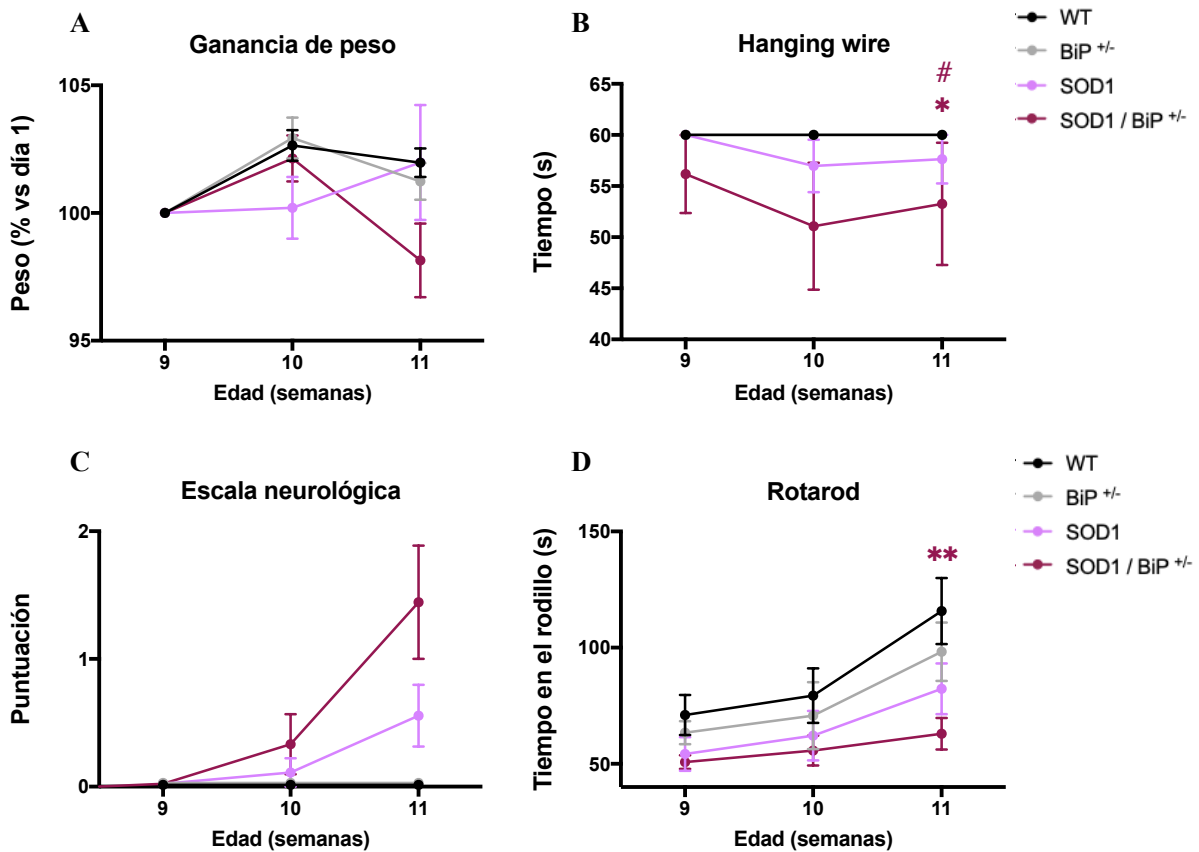 A
Ganancia de peso
Peso (% vs día 1)
105
100
95
9
10
11
Edad (semanas)
B
Hanging wire
Tiempo (s)
65
60
55
50
45
40
#
*
9
10
11
Edad (semanas)
WT
BiP +/-
SOD1
SOD1 / BiP +/-
C
Escala neurológica
Puntuación
2
1
0
9
10
11
Edad (semanas)
D
Rotarod
Tiempo en el rodillo (s)
150
100
50
**
9
10
11
Edad (semanas)
WT
BiP +/-
SOD1
SOD1 / BiP +/-